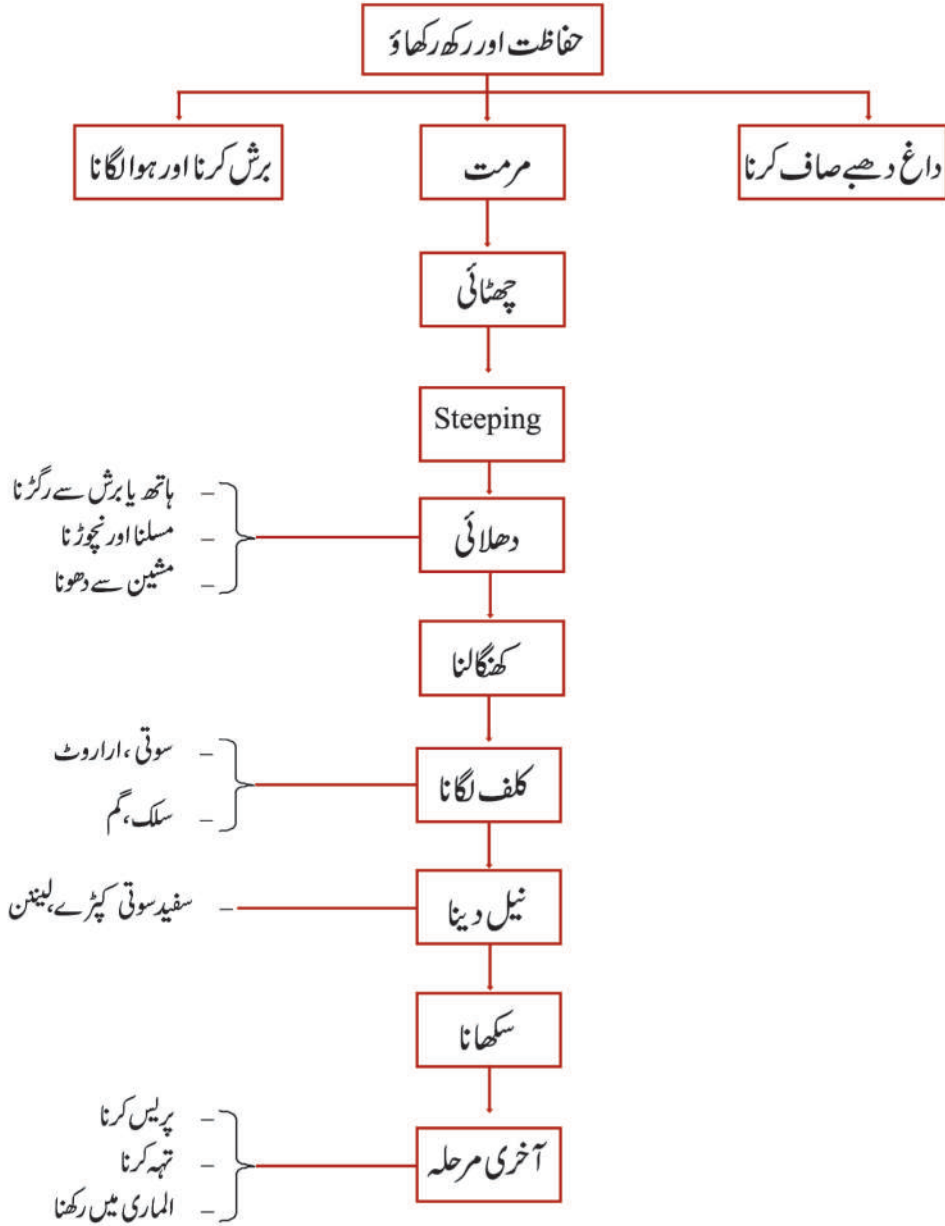 حفاظت اور رکھ رکھاؤ
داغ دھبے صاف کرنا
مرمت
برش کرنا اور ہوا لگانا
چھٹائی
Steeping
دھلائی
– ہاتھ یا برش سے رگڑنا
– مسلنا اور نچوڑنا
– مشین سے دھونا
کھنگالنا
کلف لگانا
– سوتی، اراروٹ
– سلک، گم
نیل دینا
– سفید سوتی کپڑے، لینن
سکھانا
آخری مرحلہ
– پریس کرنا
– تہہ کرنا
– الماری میں رکھنا